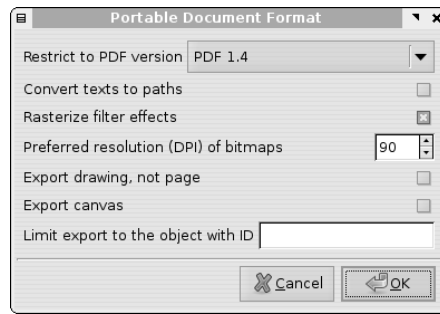 Portable Document Format
Restrict to PDF version PDF 1.4
Convert texts to paths
Rasterize filter effects
Preferred resolution (DPI) of bitmaps 90
Export drawing, not page
Export canvas
Limit export to the object with ID
Cancel OK